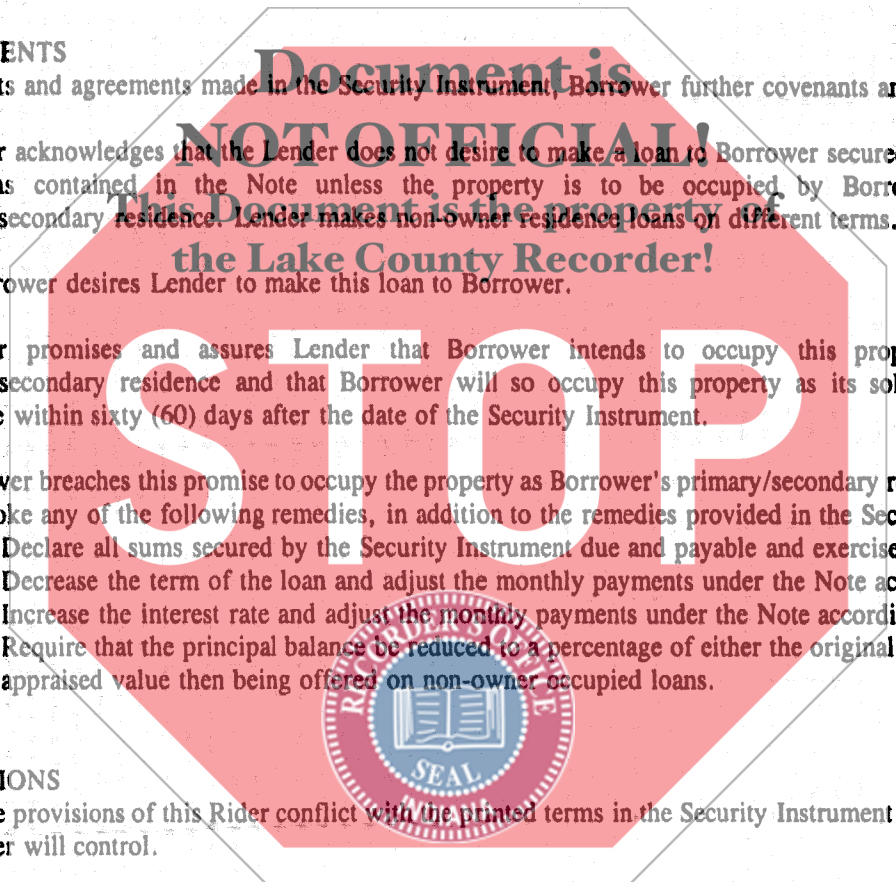 ENTS
ts and agreements made in the Security Instrument, Borrower further covenants a
r acknowledges that the Lender does not desire to make a loan to Borrower secure
s contained in the Note unless the property is to be occupied by Borr
secondary residence. Lender makes non-owner residence loans on different terms.
ower desires Lender to make this loan to Borrower.
r promises and assures Lender that Borrower intends to occupy this prop
secondary residence and that Borrower will so occupy this property as its so
e within sixty (60) days after the date of the Security Instrument.
wer breaches this promise to occupy the property as Borrower's primary/secondary r
oke any of the following remedies, in addition to the remedies provided in the Sec
Declare all sums secured by the Security Instrument due and payable and exercise
Decrease the term of the loan and adjust the monthly payments under the Note ac
Increase the interest rate and adjust the monthly payments under the Note accordi
Require that the principal balance be reduced to a percentage of either the original
appraised value then being offered on non-owner occupied loans.
IONS
e provisions of this Rider conflict with the printed terms in the Security Instrument
er will control.
Document is
NOT OFFICIAL!
This Document is the property of
the Lake County Recorder!
STOP
RECORDER'S OFFICE
SEAL
INDIANA